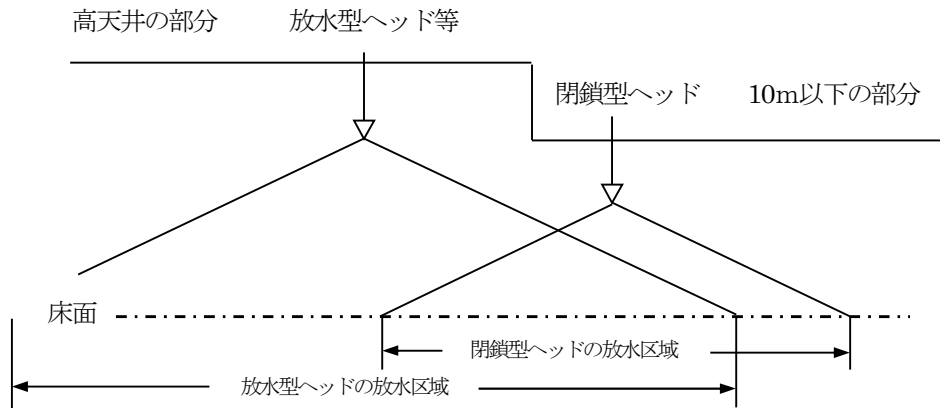 高天井の部分
放水型ヘッド等
閉鎖型ヘッド
10m以下の部分
床面
閉鎖型ヘッドの放水区域
放水型ヘッドの放水区域